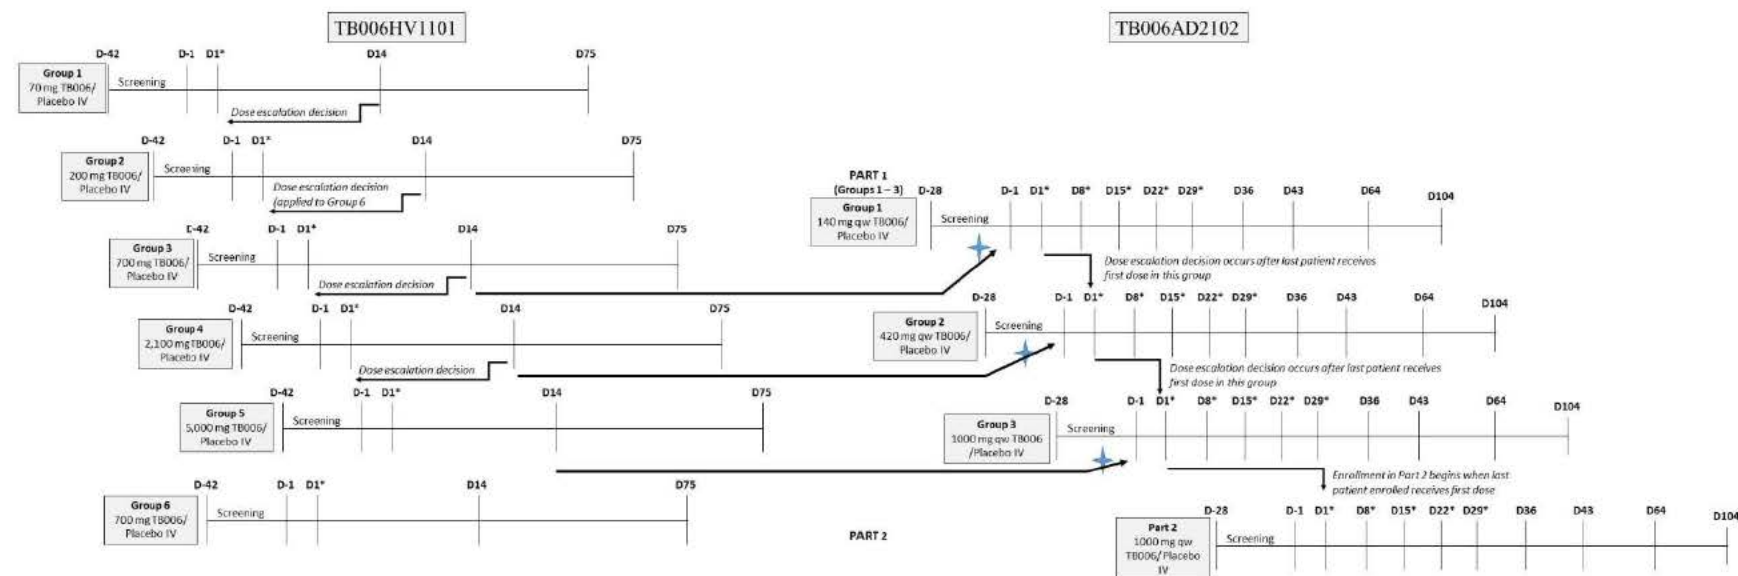 TB006HV1101
D-42 D-1 D1* D14 D75
Group 1
70 mg TB006/
Placebo IV
Screening
Dose escalation decision
D-42 D-1 D1* D14 D75
Group 2
200 mg TB006/
Placebo IV
Screening
Dose escalation decision
(applied to Group 6
D-42 D-1 D1* D14 D75
Group 3
700 mg TB006/
Placebo IV
Screening
Dose escalation decision
D-42 D-1 D1* D14 D75
Group 4
2,100 mg TB006/
Placebo IV
Screening
Dose escalation decision
D-42 D-1 D1* D14 D75
Group 5
5,000 mg TB006/
Placebo IV
Screening
D-42 D-1 D1* D14 D75
Group 6
700 mg TB006/
Placebo IV
Screening
TB006AD2102
PART 1
(Groups 1 – 3)
D-28 D-1 D1* D8* D15* D22* D29* D36 D43 D64 D104
Group 1
140 mg qw TB006/
Placebo IV
Screening
Dose escalation decision occurs after last patient receives
first dose in this group
D-28 D-1 D1* D8* D15* D22* D29* D36 D43 D64 D104
Group 2
420 mg qw TB006/
Placebo IV
Screening
Dose escalation decision occurs after last patient receives
first dose in this group
D-28 D-1 D1* D8* D15* D22* D29* D36 D43 D64 D104
Group 3
1000 mg qw TB006
/Placebo IV
Screening
Enrollment in Part 2 begins when last
patient enrolled receives first dose
PART 2
D-28 D-1 D1* D8* D15* D22* D29* D36 D43 D64 D104
Part 2
1000 mg qw
TB006/Placebo
IV
Screening